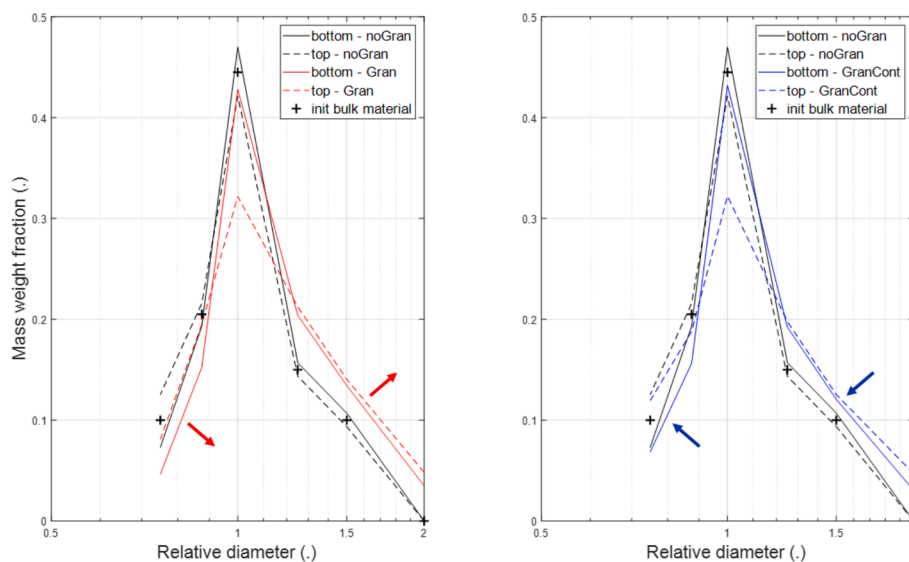 0.5
0.4
0.3
0.2
0.1
0
0.5
1
1.5
2
Mass weight fraction (.)
Relative diameter (.)
bottom - noGran
top - noGran
bottom - Gran
top - Gran
init bulk material
0.5
0.4
0.3
0.2
0.1
0
0.5
1
1.5
Relative diameter (.)
bottom - noGran
top - noGran
bottom - GranCont
top - GranCont
init bulk material